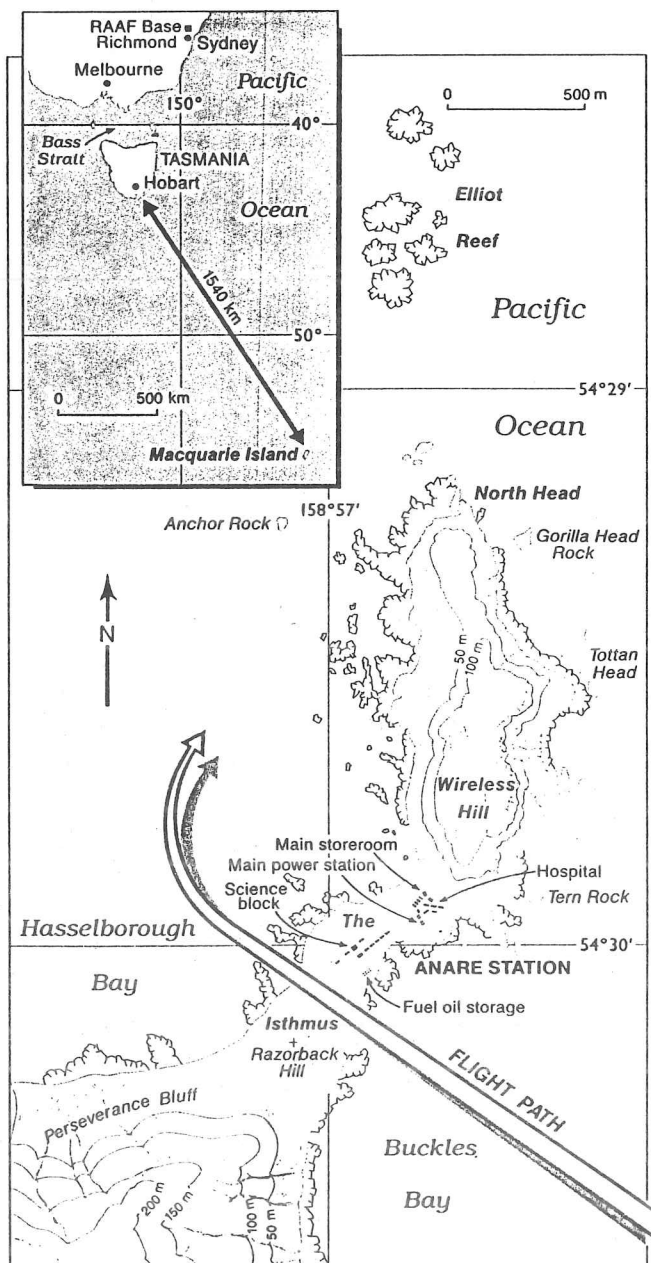 RAAF Base
Richmond
Sydney
Melbourne
Pacific
150°
40°
Bass
Strait
TASMANIA
Hobart
Ocean
1540 km
50°
0 500 km
Macquarie Island
0 500 m
Elliot
Reef
Pacific
54°29'
Ocean
North Head
158°57'
Anchor Rock
Gorilla Head
Rock
N
50 m
100 m
Tottan
Head
Wireless
Hill
Main storeroom
Main power station
Hospital
Science
block
Tern Rock
The
Hasselborough
54°30'
ANARE STATION
Bay
Fuel oil storage
Isthmus
+
Razorback
Hill
FLIGHT PATH
Perseverance Bluff
Buckles
Bay
200 m
150 m
100 m
50 m